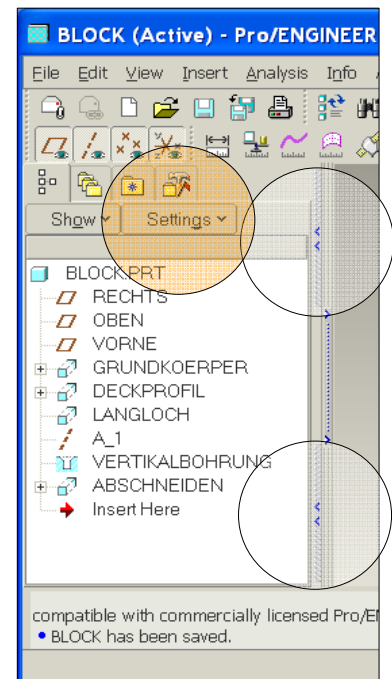 BLOCK (Active) - Pro/ENGINEER
File Edit View Insert Analysis Info
Show Settings
BLOCK.PRT
RECHTS
OBEN
VORNE
GRUNDKOERPER
DECKPROFIL
LANGLOCH
A_1
VERTIKALBOHRUNG
ABSCHNEIDEN
Insert Here
compatible with commercially licensed Pro/E
• BLOCK has been saved.